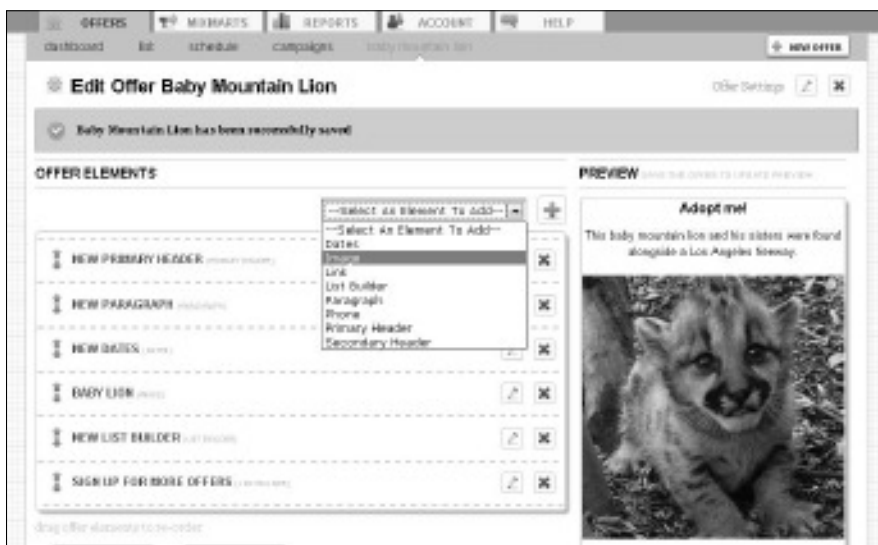 OFFERS MIXMARTS REPORTS ACCOUNT HELP
dashboard list schedule campaigns baby mountain lion
NEW OFFER
Edit Offer Baby Mountain Lion
Offer Settings
Baby Mountain Lion has been successfully saved
OFFER ELEMENTS
PREVIEW
--Select An Element To Add--
--Select An Element To Add--
Dates
Image
Link
List Builder
Paragraph
Phone
Primary Header
Secondary Header
NEW PRIMARY HEADER
NEW PARAGRAPH
NEW DATES
BABY LION
NEW LIST BUILDER
SIGN UP FOR MORE OFFERS
drag offer elements to re-order
Adopt me!
This baby mountain lion and his sisters were found
alongside a Los Angeles freeway.